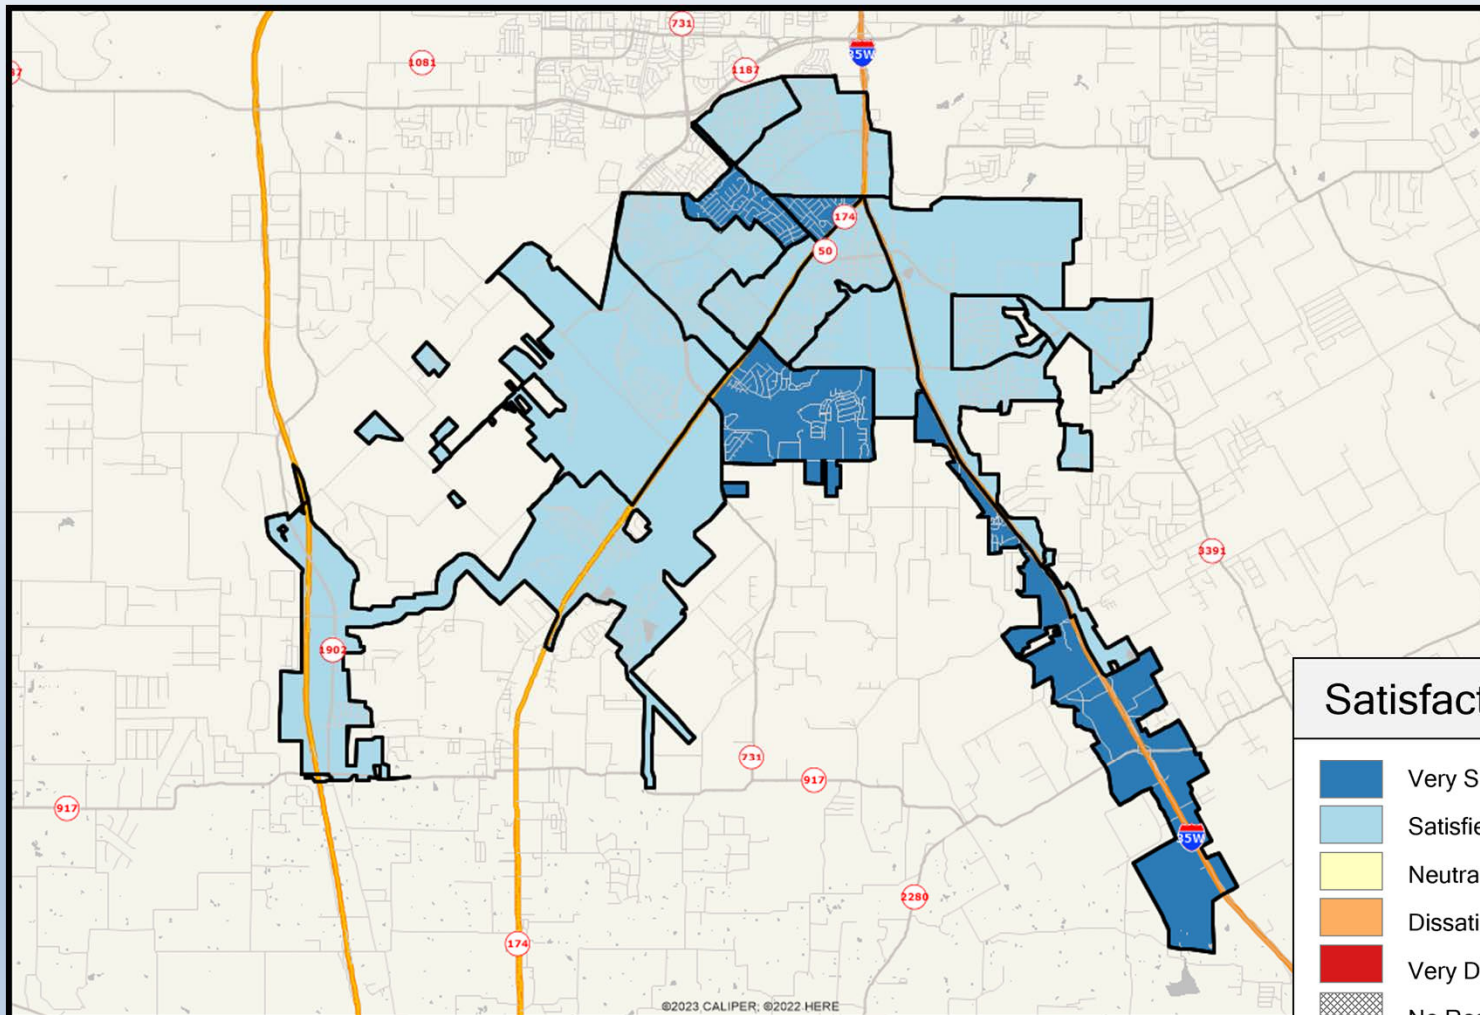 731
35W
1081
1187
174
50
3391
1902
731
917
917
35W
2280
174
Satisfact
Very S
Satisfie
Neutra
Dissati
Very D
©2023 CALIPER; ©2022 HERE